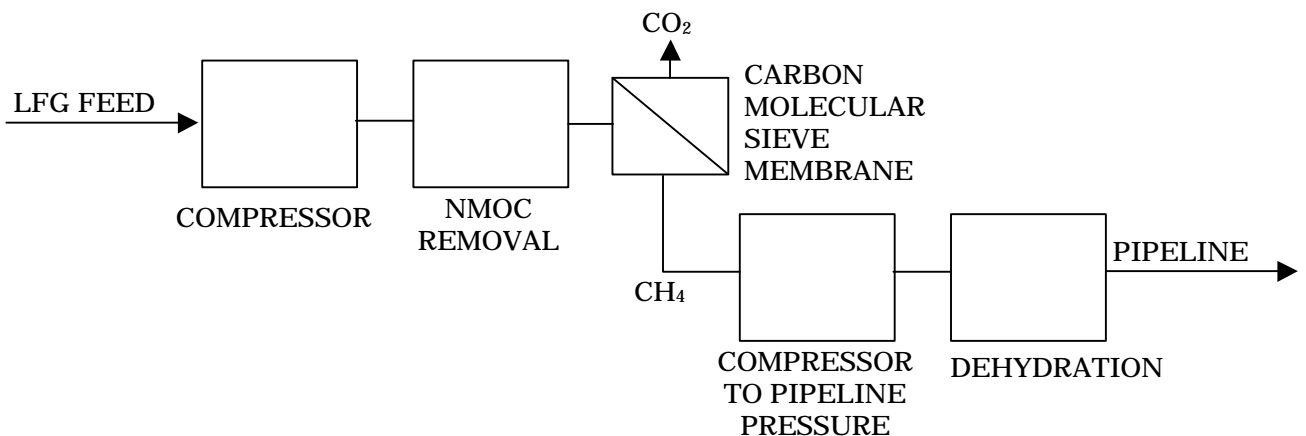 CO₂
LFG FEED
CARBON
MOLECULAR
SIEVE
MEMBRANE
COMPRESSOR
NMOC
REMOVAL
CH₄
PIPELINE
COMPRESSOR
TO PIPELINE
PRESSURE
DEHYDRATION